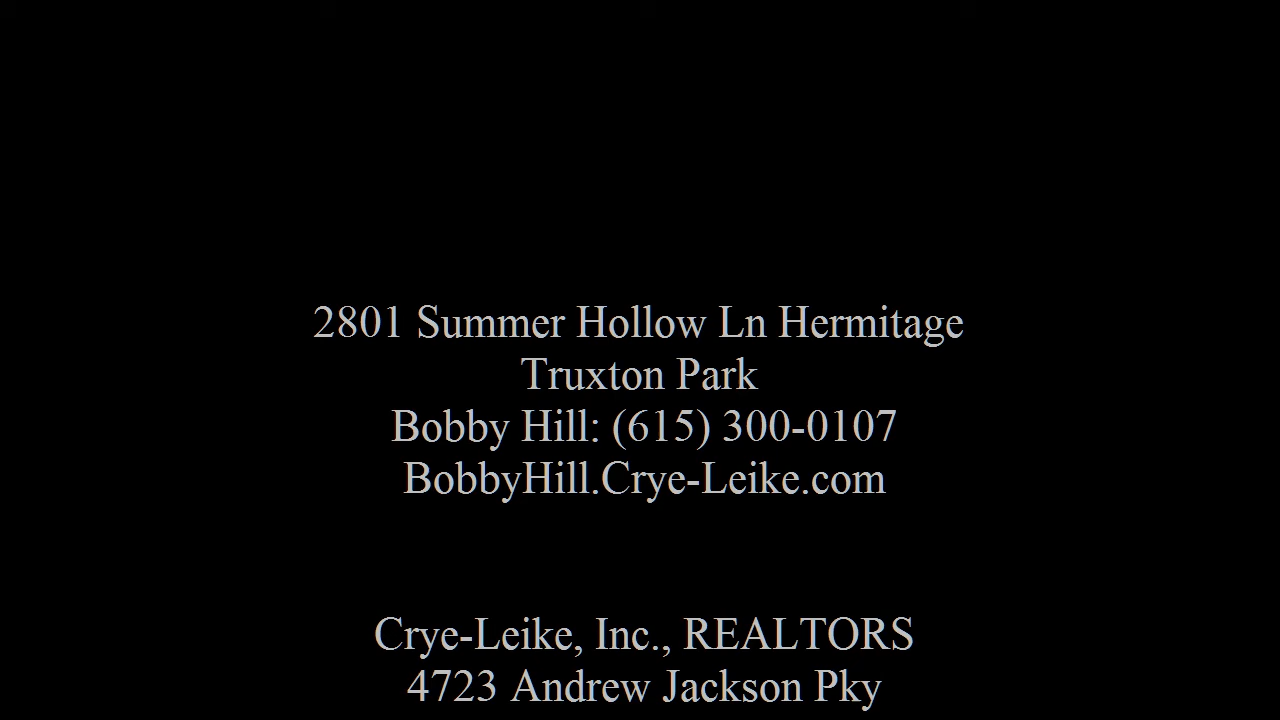 2801 Summer Hollow Ln Hermitage
Truxton Park
Bobby Hill: (615) 300-0107
BobbyHill.Crye-Leike.com
Crye-Leike, Inc., REALTORS
4723 Andrew Jackson Pky